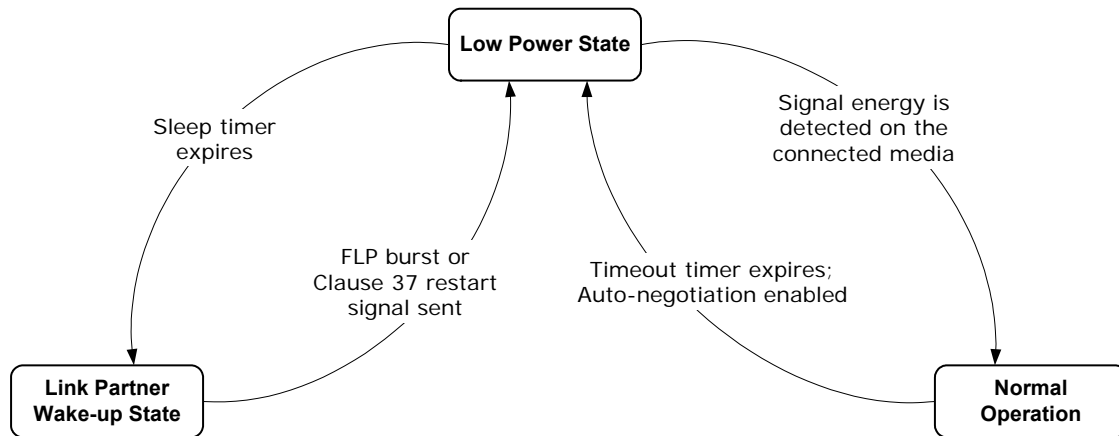 Low Power State
Sleep timer
expires
Signal energy is
detected on the
connected media
FLP burst or
Clause 37 restart
signal sent
Timeout timer expires;
Auto-negotiation enabled
Link Partner
Wake-up State
Normal
Operation